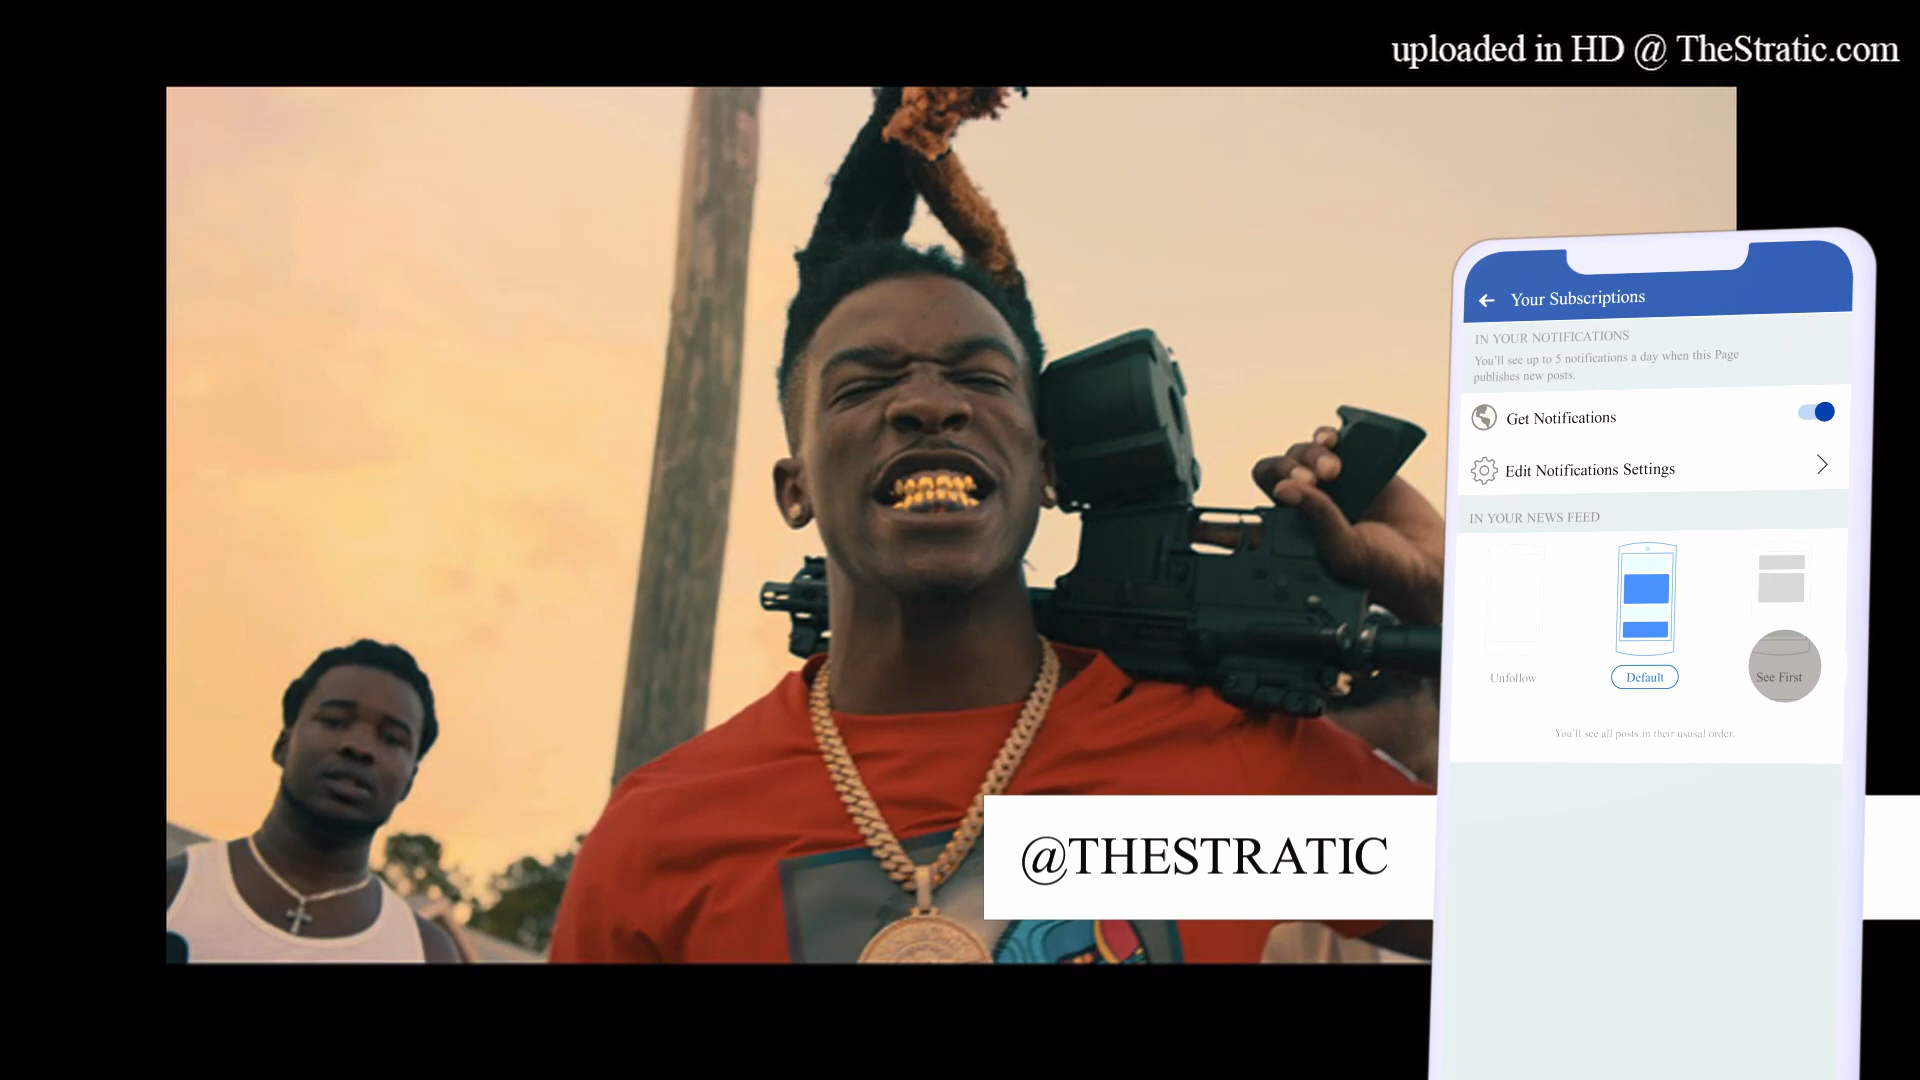 uploaded in HD @ TheStratic.com
Your Subscriptions
IN YOUR NOTIFICATIONS
You'll see up to 5 notifications a day when this Page
publishes new posts.
Get Notifications
Edit Notifications Settings
IN YOUR NEWS FEED
Unfollow
Default
See First
You'll see all posts in their ususal order.
@THESTRATIC